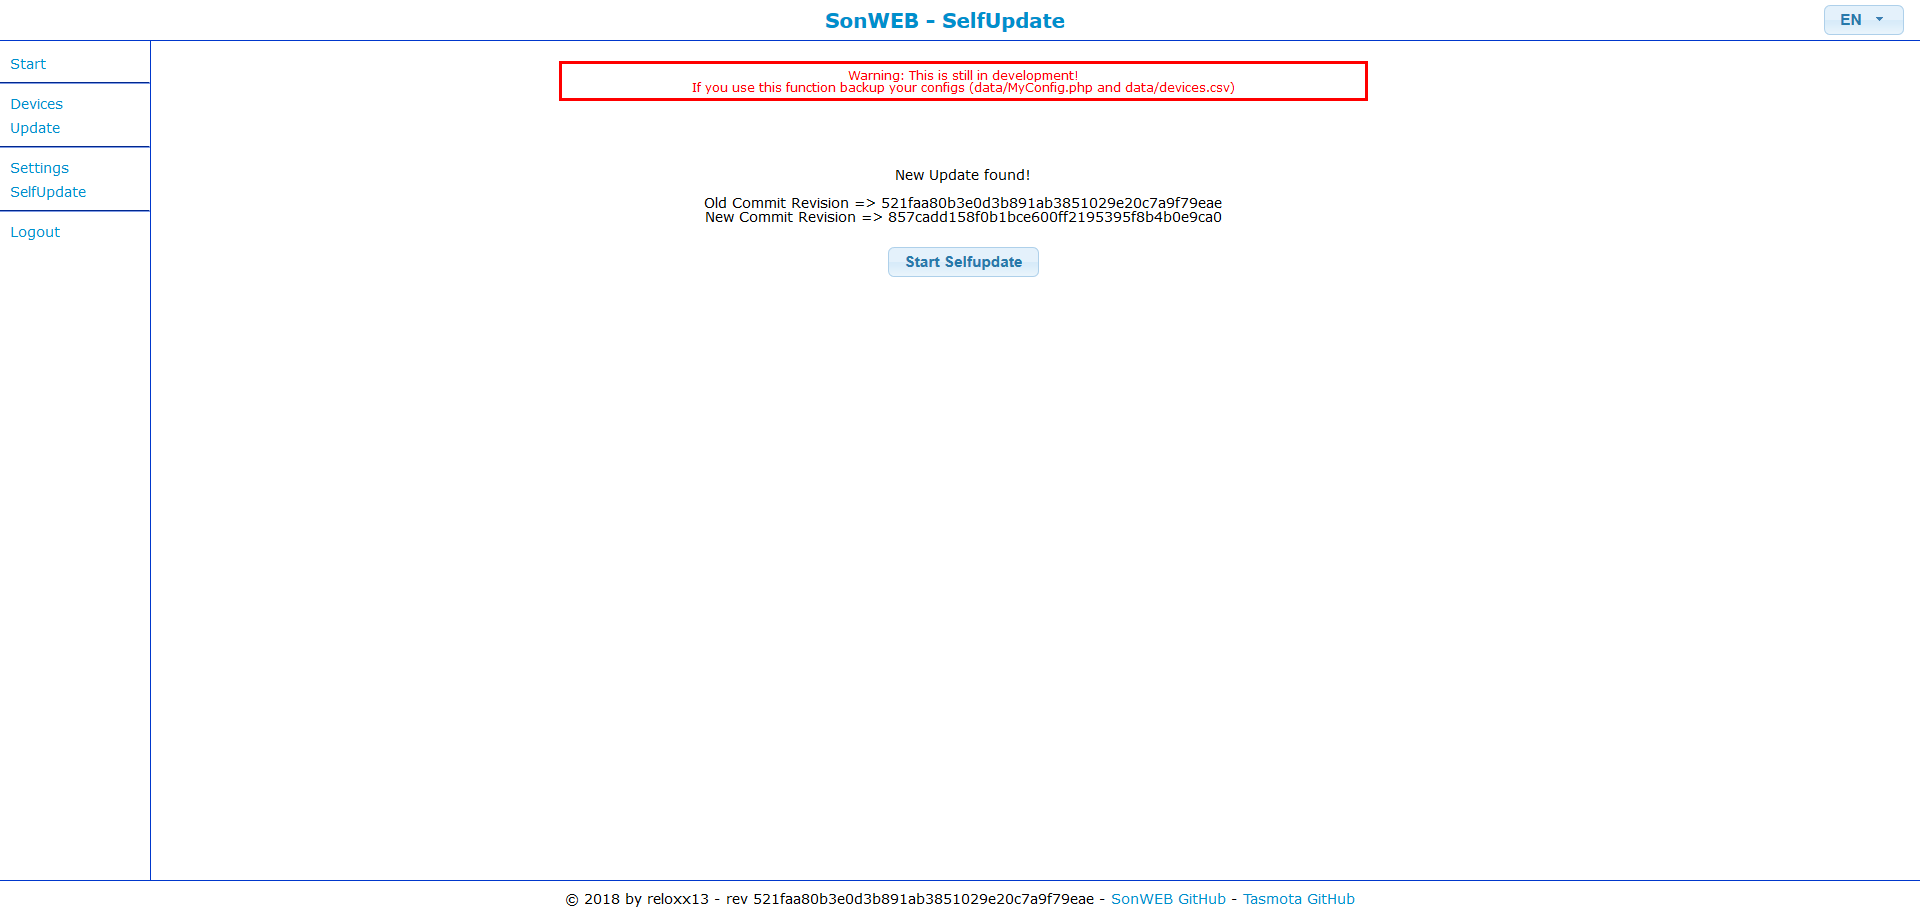 SonWEB - SelfUpdate
EN
Start
Devices
Update
Settings
SelfUpdate
Logout
Warning: This is still in development!
If you use this function backup your configs (data/MyConfig.php and data/devices.csv)
New Update found!
Old Commit Revision => 521faa80b3e0d3b891ab3851029e20c7a9f79eae
New Commit Revision => 857cadd158f0b1bce600ff2195395f8b4b0e9ca0
Start Selfupdate
© 2018 by reloxx13 - rev 521faa80b3e0d3b891ab3851029e20c7a9f79eae - SonWEB GitHub - Tasmota GitHub